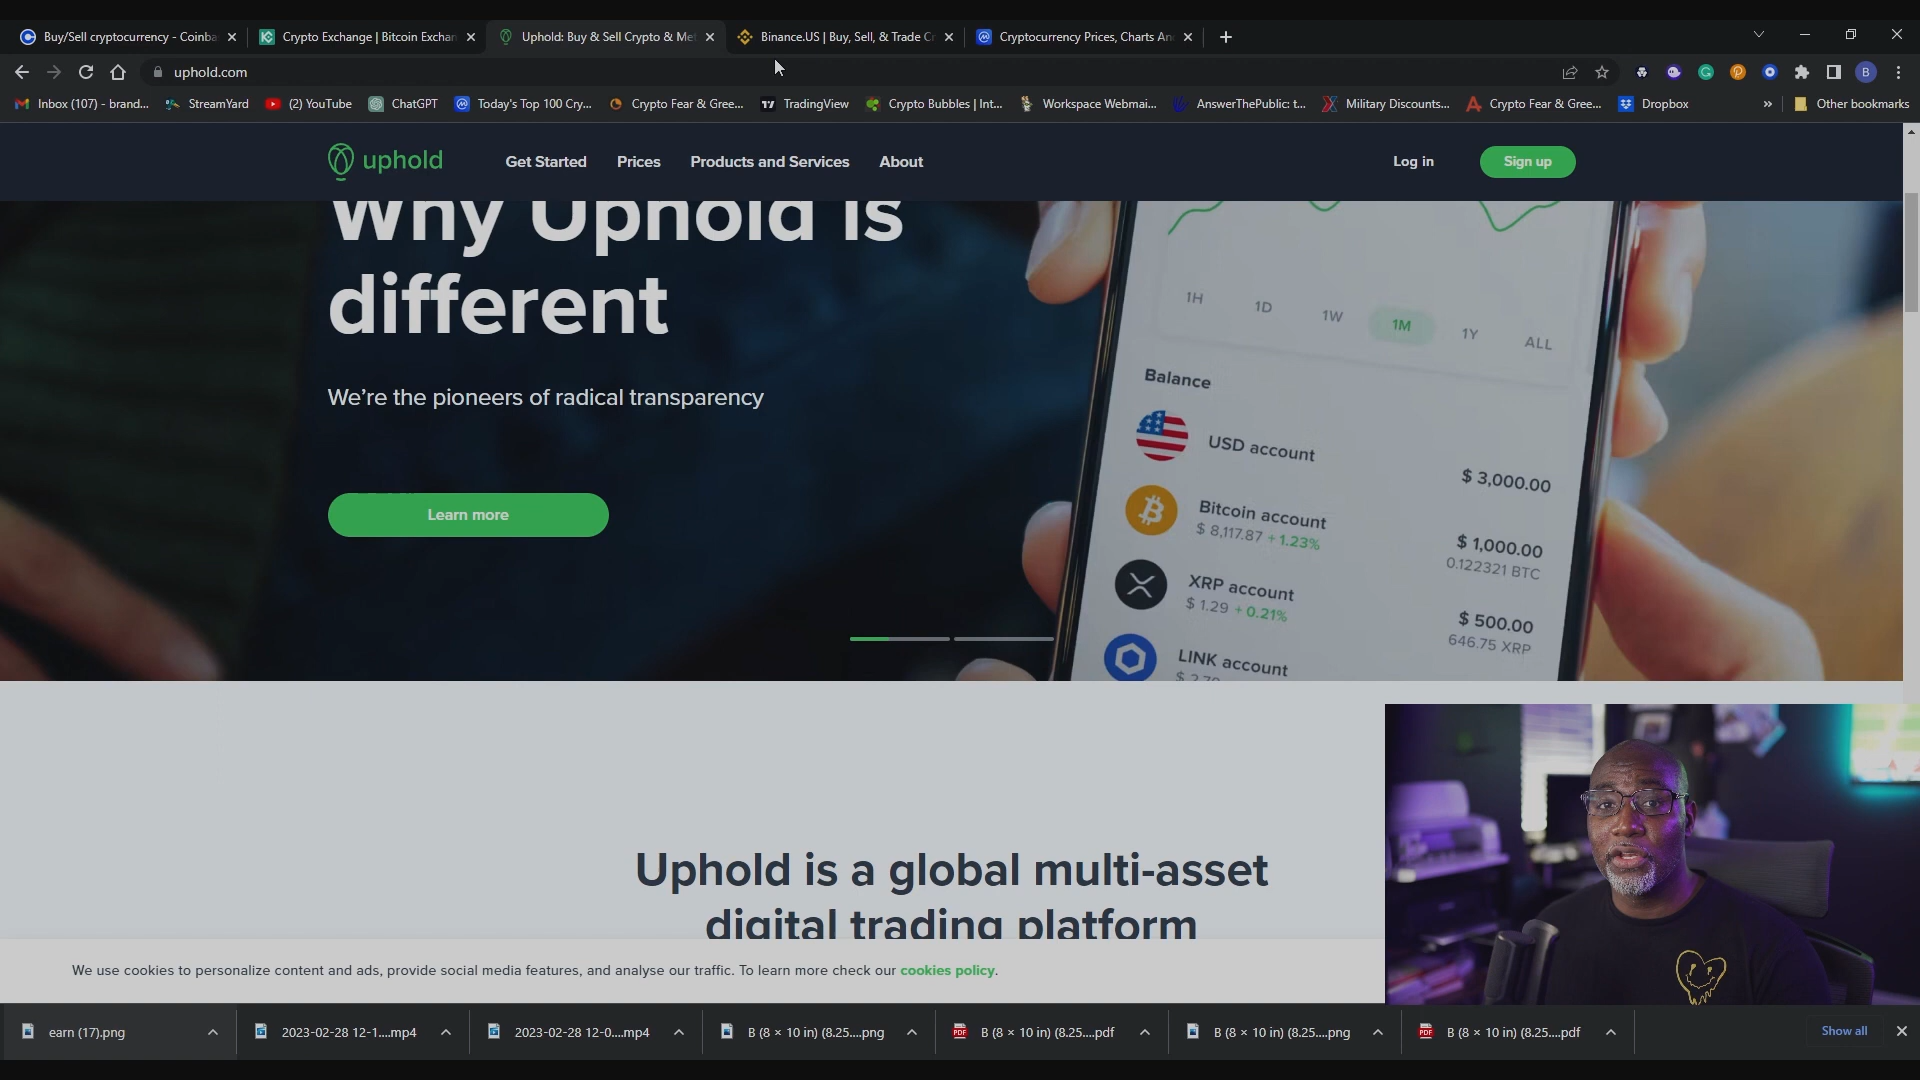 Buy/Sell cryptocurrency - Coinba
Crypto Exchange | Bitcoin Exchan
Uphold: Buy & Sell Crypto & Met
Binance.US | Buy, Sell, & Trade Cr
Cryptocurrency Prices, Charts An
uphold.com
B
Inbox (107) - brand...
StreamYard
(2) YouTube
ChatGPT
Today's Top 100 Cry...
Crypto Fear & Gree...
TradingView
Crypto Bubbles | Int...
Workspace Webmai...
AnswerThePublic: t...
Military Discounts...
Crypto Fear & Gree...
Dropbox
»
Other bookmarks
uphold
Get Started
Prices
Products and Services
About
Log in
Sign up
Why Uphold is
different
We're the pioneers of radical transparency
Learn more
1H
1D
1W
1M
1Y
ALL
Balance
USD account
$ 3,000.00
Bitcoin account
$ 8,117.87 +1.23%
$ 1,000.00
0.122321 BTC
XRP account
$ 1.29 +0.21%
$ 500.00
646.75 XRP
LINK account
Uphold is a global multi-asset
digital trading platform
We use cookies to personalize content and ads, provide social media features, and analyse our traffic. To learn more check our cookies policy.
earn (17).png
2023-02-28 12-1....mp4
2023-02-28 12-0....mp4
B (8 × 10 in) (8.25....png
B (8 × 10 in) (8.25....pdf
B (8 × 10 in) (8.25....png
B (8 × 10 in) (8.25....pdf
Show all